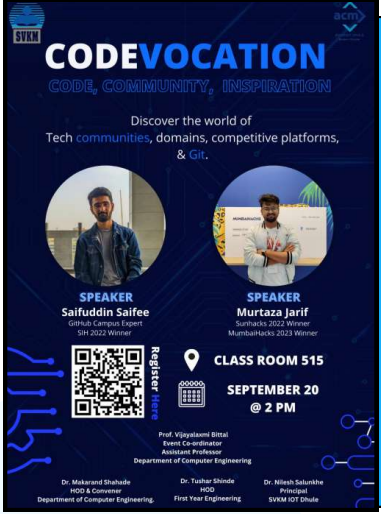 SVKM
acm
CODEVOCATION
CODE, COMMUNITY, INSPIRATION
Discover the world of
Tech communities, domains, competitive platforms,
& Git.
SPEAKER
Saifuddin Saifee
GitHub Campus Expert
SIH 2022 Winner
MUMBAIHACKS
SPEAKER
Murtaza Jarif
Sunhacks 2022 Winner
MumbaiHacks 2023 Winner
Register Here
CLASS ROOM 515
SEPTEMBER 20
@ 2 PM
Prof. Vijayalaxmi Bittal
Event Co-ordinator
Assistant Professor
Department of Computer Engineering
Dr. Makarand Shahade
HOD & Convener
Department of Computer Engineering.
Dr. Tushar Shinde
HOD
First Year Engineering
Dr. Nilesh Salunkhe
Principal
SVKM IOT Dhule